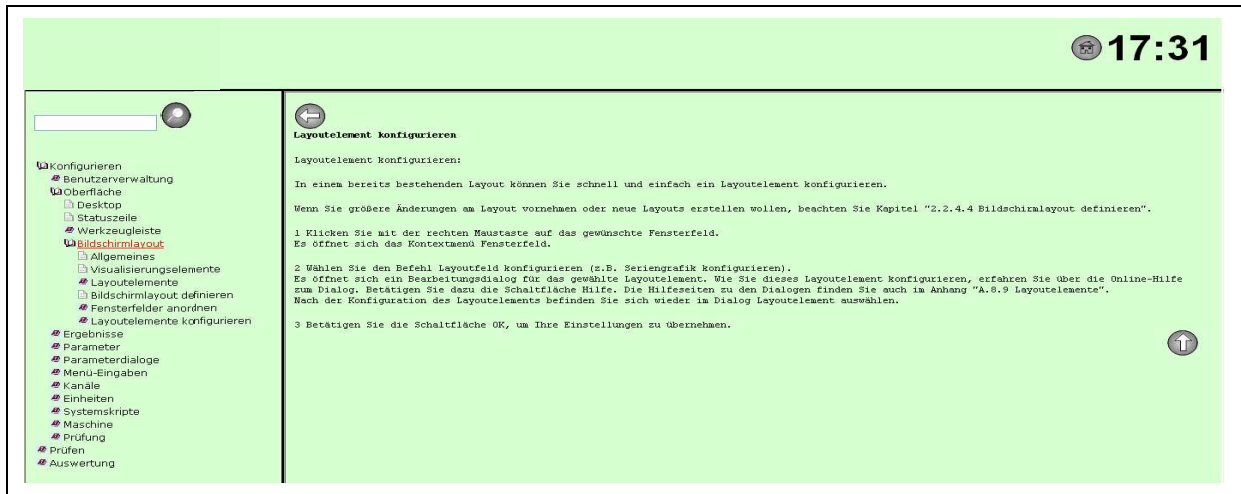 17:31
Konfigurieren
Benutzerverwaltung
Oberfläche
Desktop
Statuszeile
Werkzeugleiste
Bildschirmlayout
Allgemeines
Visualisierungselemente
Layoutelemente
Bildschirmlayout definieren
Fensterfelder anordnen
Layoutelemente konfigurieren
Ergebnisse
Parameter
Parameterdialoge
Menü-Eingaben
Kanäle
Einheiten
Systemskripte
Maschine
Prüfung
Prüfen
Auswertung
Layoutelement konfigurieren
Layoutelement konfigurieren:
In einem bereits bestehenden Layout können Sie schnell und einfach ein Layoutelement konfigurieren.
Wenn Sie größere Änderungen am Layout vornehmen oder neue Layouts erstellen wollen, beachten Sie Kapitel "2.2.4.4 Bildschirmlayout definieren".
1 Klicken Sie mit der rechten Maustaste auf das gewünschte Fensterfeld.
Es öffnet sich das Kontextmenü Fensterfeld.
2 Wählen Sie den Befehl Layoutfeld konfigurieren (z.B. Seriengrafik konfigurieren).
Es öffnet sich ein Bearbeitungsdialog für das gewählte Layoutelement. Wie Sie dieses Layoutelement konfigurieren, erfahren Sie über die Online-Hilfe
zum Dialog. Betätigen Sie dazu die Schaltfläche Hilfe. Die Hilfeseiten zu den Dialogen finden Sie auch im Anhang "A.8.9 Layoutelemente".
Nach der Konfiguration des Layoutelements befinden Sie sich wieder im Dialog Layoutelement auswählen.
3 Betätigen Sie die Schaltfläche OK, um Ihre Einstellungen zu übernehmen.